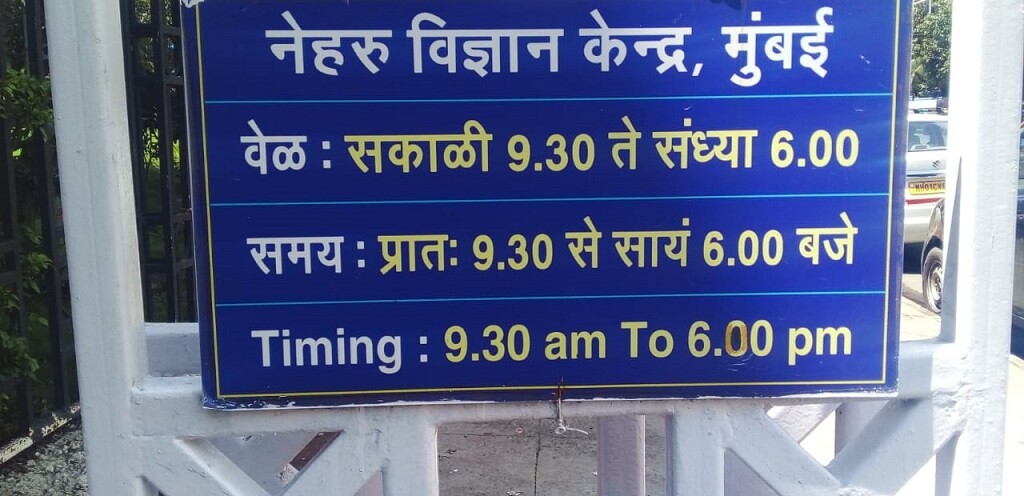 नेहरु विज्ञान केन्द्र, मुंबई
वेळ : सकाळी 9.30 ते संध्या 6.00
समय : प्रातः 9.30 से सायं 6.00 बजे
Timing : 9.30 am To 6.00 pm